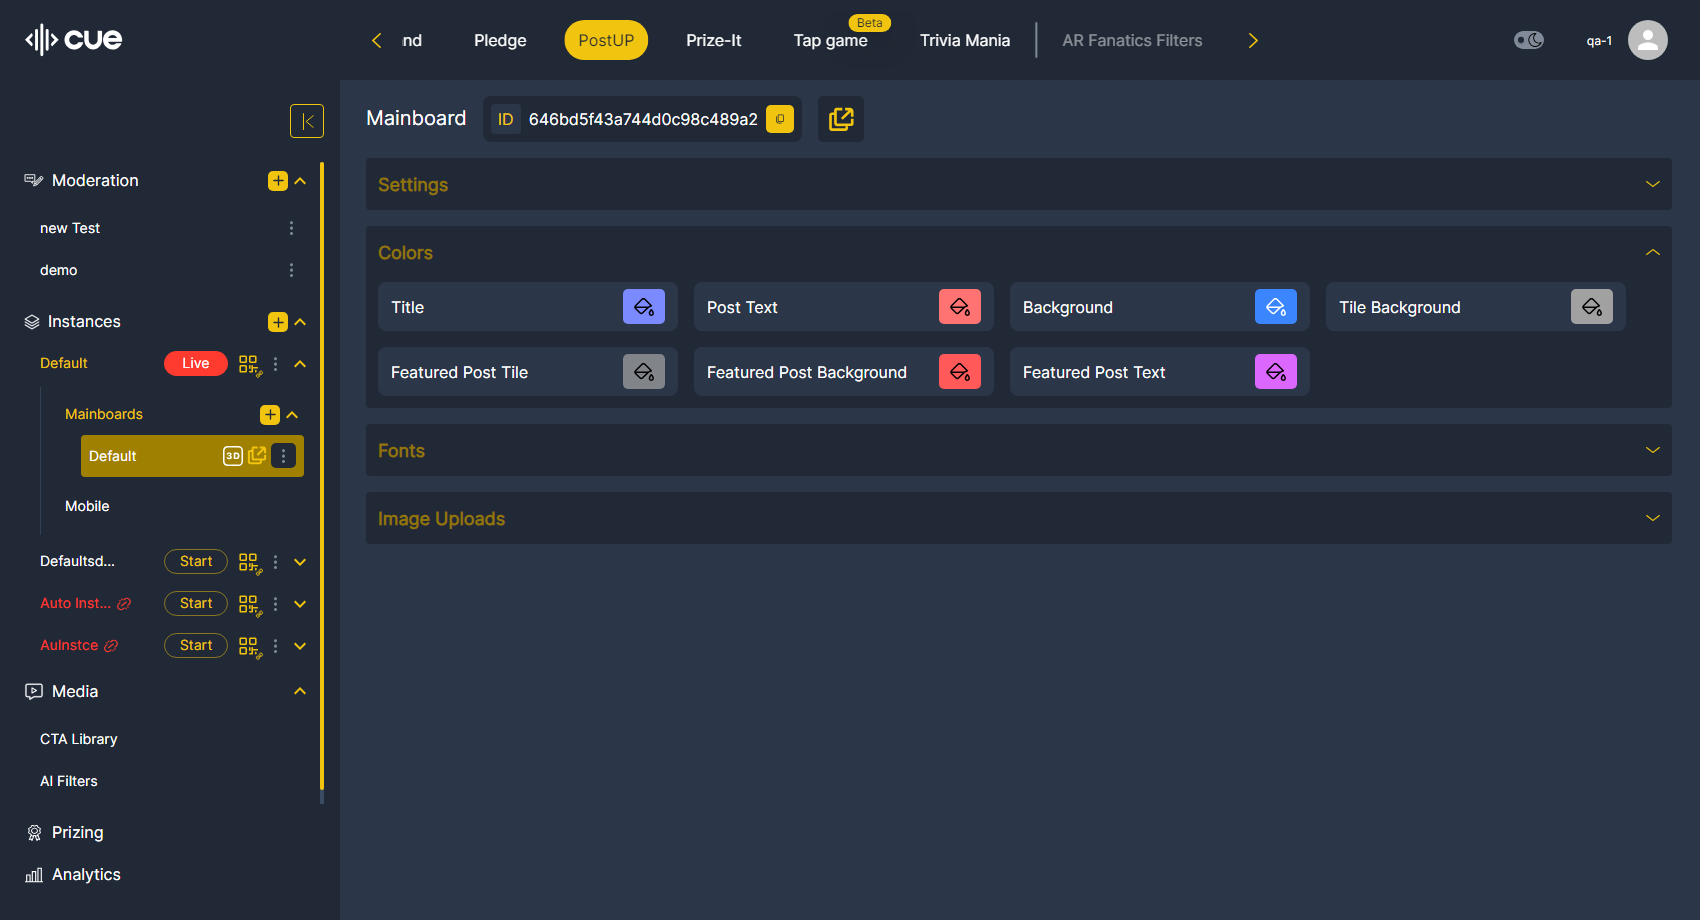 cue
nd
Pledge
PostUP
Prize-It
Tap game
Beta
Trivia Mania
AR Fanatics Filters
qa-1
Mainboard
ID
646bd5f43a744d0c98c489a2
Moderation
new Test
demo
Instances
Default
Live
Mainboards
Default
3D
Mobile
Defaultsd...
Start
Auto Inst...
Start
AuInstce
Start
Media
CTA Library
AI Filters
Prizing
Analytics
Settings
Colors
Title
Post Text
Background
Tile Background
Featured Post Tile
Featured Post Background
Featured Post Text
Fonts
Image Uploads